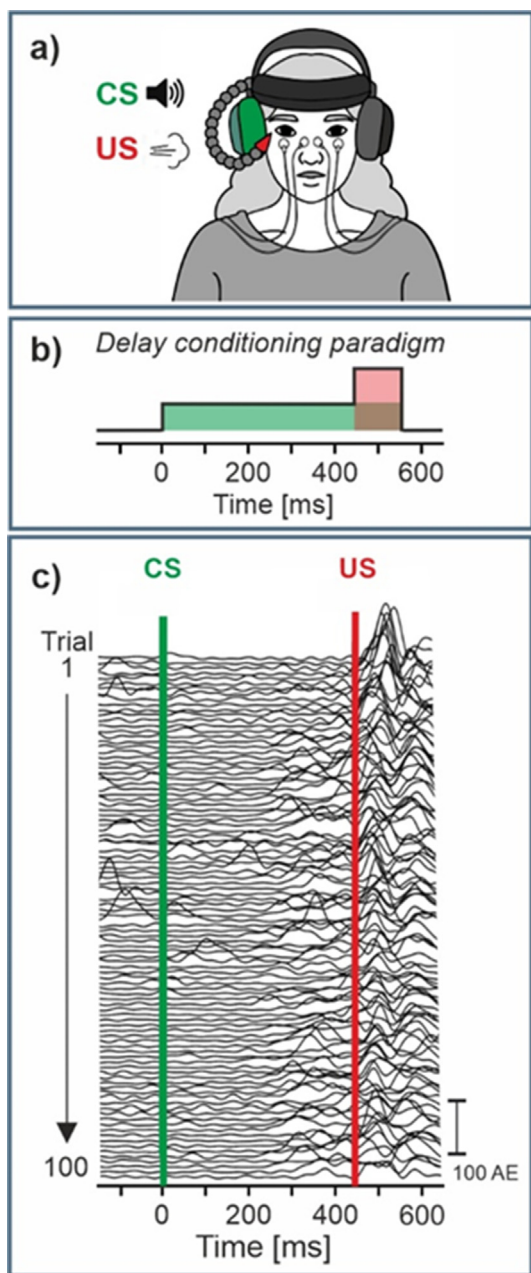 a)
CS
US
b)
Delay conditioning paradigm
0 200 400 600
Time [ms]
c)
CS US
Trial
1
100
100 AE
0 200 400 600
Time [ms]